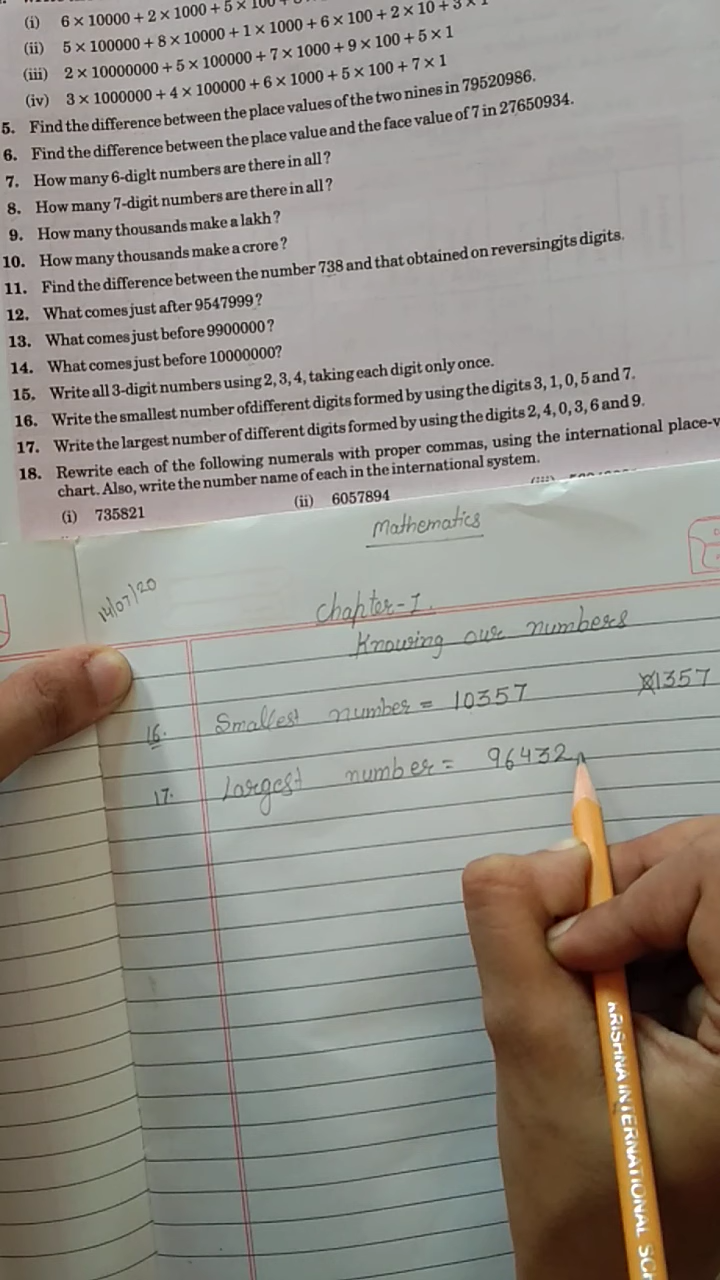 (i) 6 × 10000 + 2 × 1000 + 5 × 100 +
(ii) 5 × 100000 + 8 × 10000 + 1 × 1000 + 6 × 100 + 2 × 10 + 3 × 1
(iii) 2 × 10000000 + 5 × 100000 + 7 × 1000 + 9 × 100 + 5 × 1
(iv) 3 × 1000000 + 4 × 100000 + 6 × 1000 + 5 × 100 + 7 × 1
5. Find the difference between the place values of the two nines in 79520986.
6. Find the difference between the place value and the face value of 7 in 27650934.
7. How many 6-diglt numbers are there in all?
8. How many 7-digit numbers are there in all?
9. How many thousands make a lakh?
10. How many thousands make a crore?
11. Find the difference between the number 738 and that obtained on reversingjts digits.
12. What comes just after 9547999?
13. What comes just before 9900000?
14. What comes just before 10000000?
15. Write all 3-digit numbers using 2, 3, 4, taking each digit only once.
16. Write the smallest number ofdifferent digits formed by using the digits 3, 1, 0, 5 and 7.
17. Write the largest number of different digits formed by using the digits 2, 4, 0, 3, 6 and 9.
18. Rewrite each of the following numerals with proper commas, using the international place-v
chart. Also, write the number name of each in the international system.
(i) 735821 (ii) 6057894
Mathematics
14/07/20
Chapter-1.
Knowing our numbers
16. Smallest number = 10357 1357
17. Largest number = 96432
KRISHNA INTERNATIONAL SC